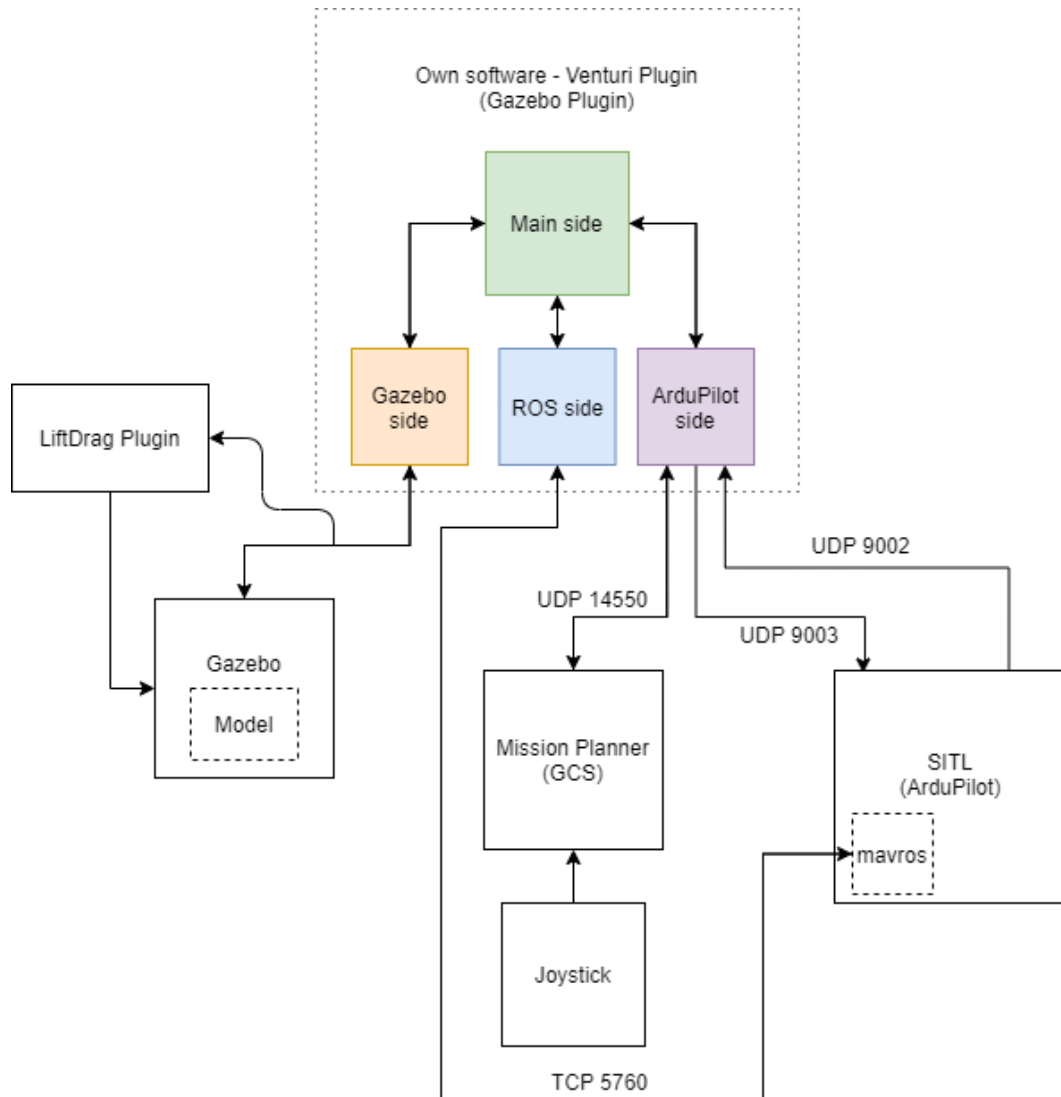 Own software - Venturi Plugin
(Gazebo Plugin)
Main side
Gazebo
side
ROS side
ArduPilot
side
LiftDrag Plugin
UDP 9002
UDP 14550
UDP 9003
Gazebo
Model
Mission Planner
(GCS)
SITL
(ArduPilot)
mavros
Joystick
TCP 5760